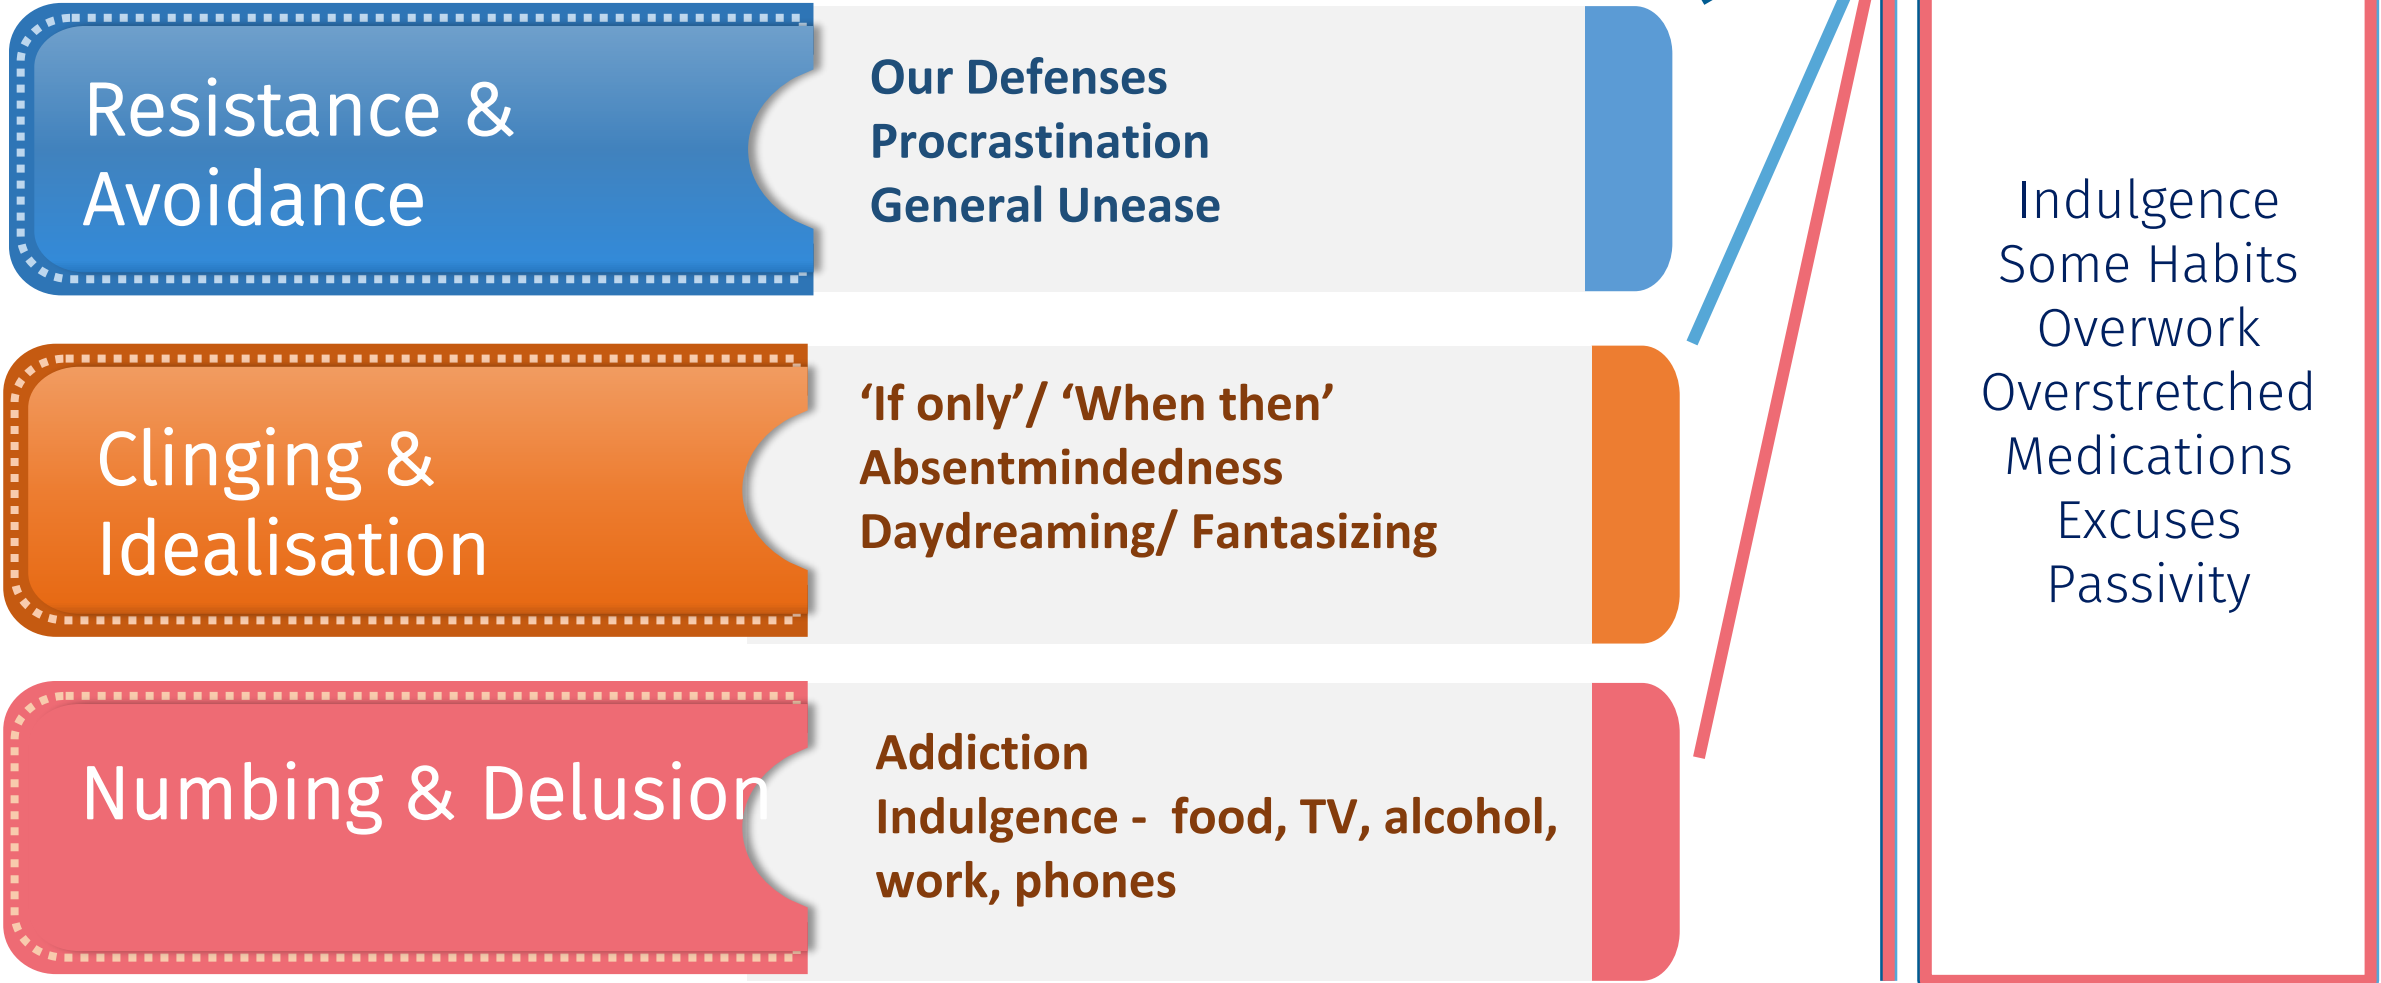 Resistance &
Avoidance
Our Defenses
Procrastination
General Unease
Clinging &
Idealisation
‘If only’/ ‘When then’
Absentmindedness
Daydreaming/ Fantasizing
Numbing & Delusion
Addiction
Indulgence -  food, TV, alcohol,
work, phones
Indulgence
Some Habits
Overwork
Overstretched
Medications
Excuses
Passivity